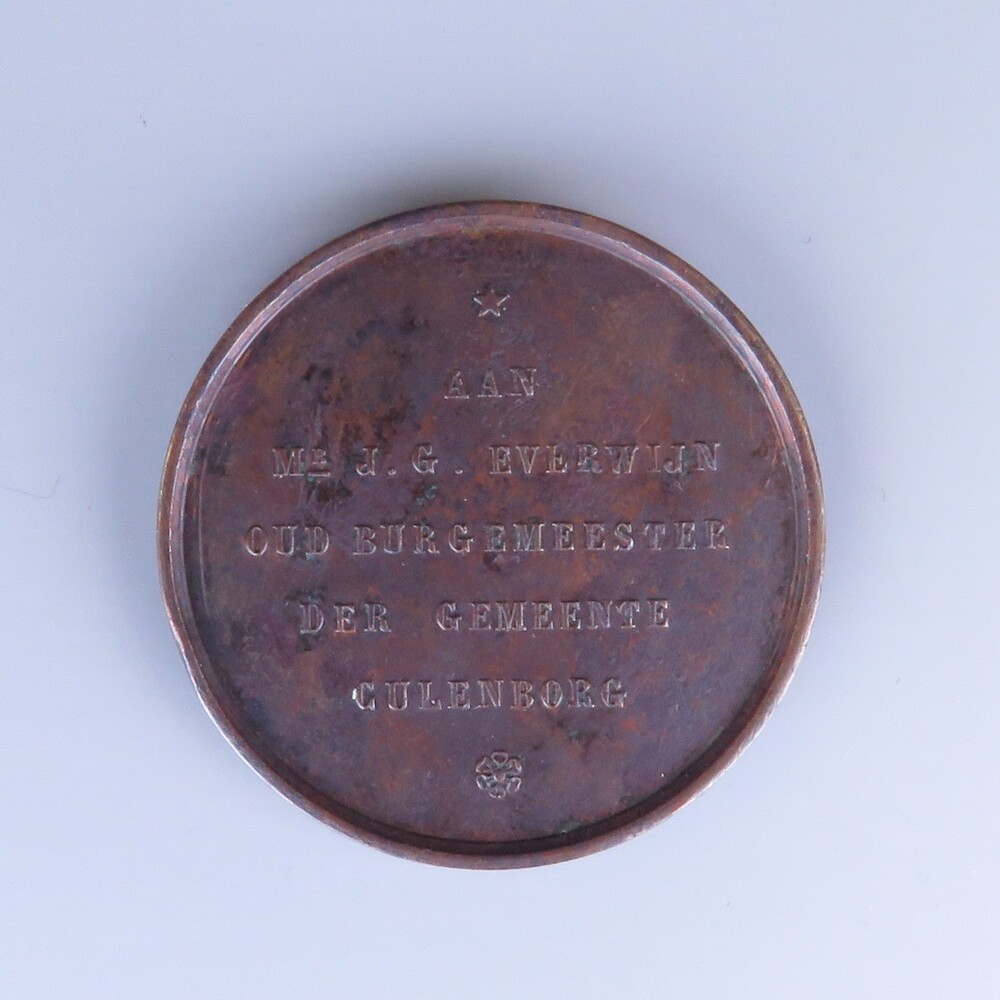 AAN
Mr J. G. EVERWIJN
OUD BURGEMEESTER
DER GEMEENTE
CULENBORG